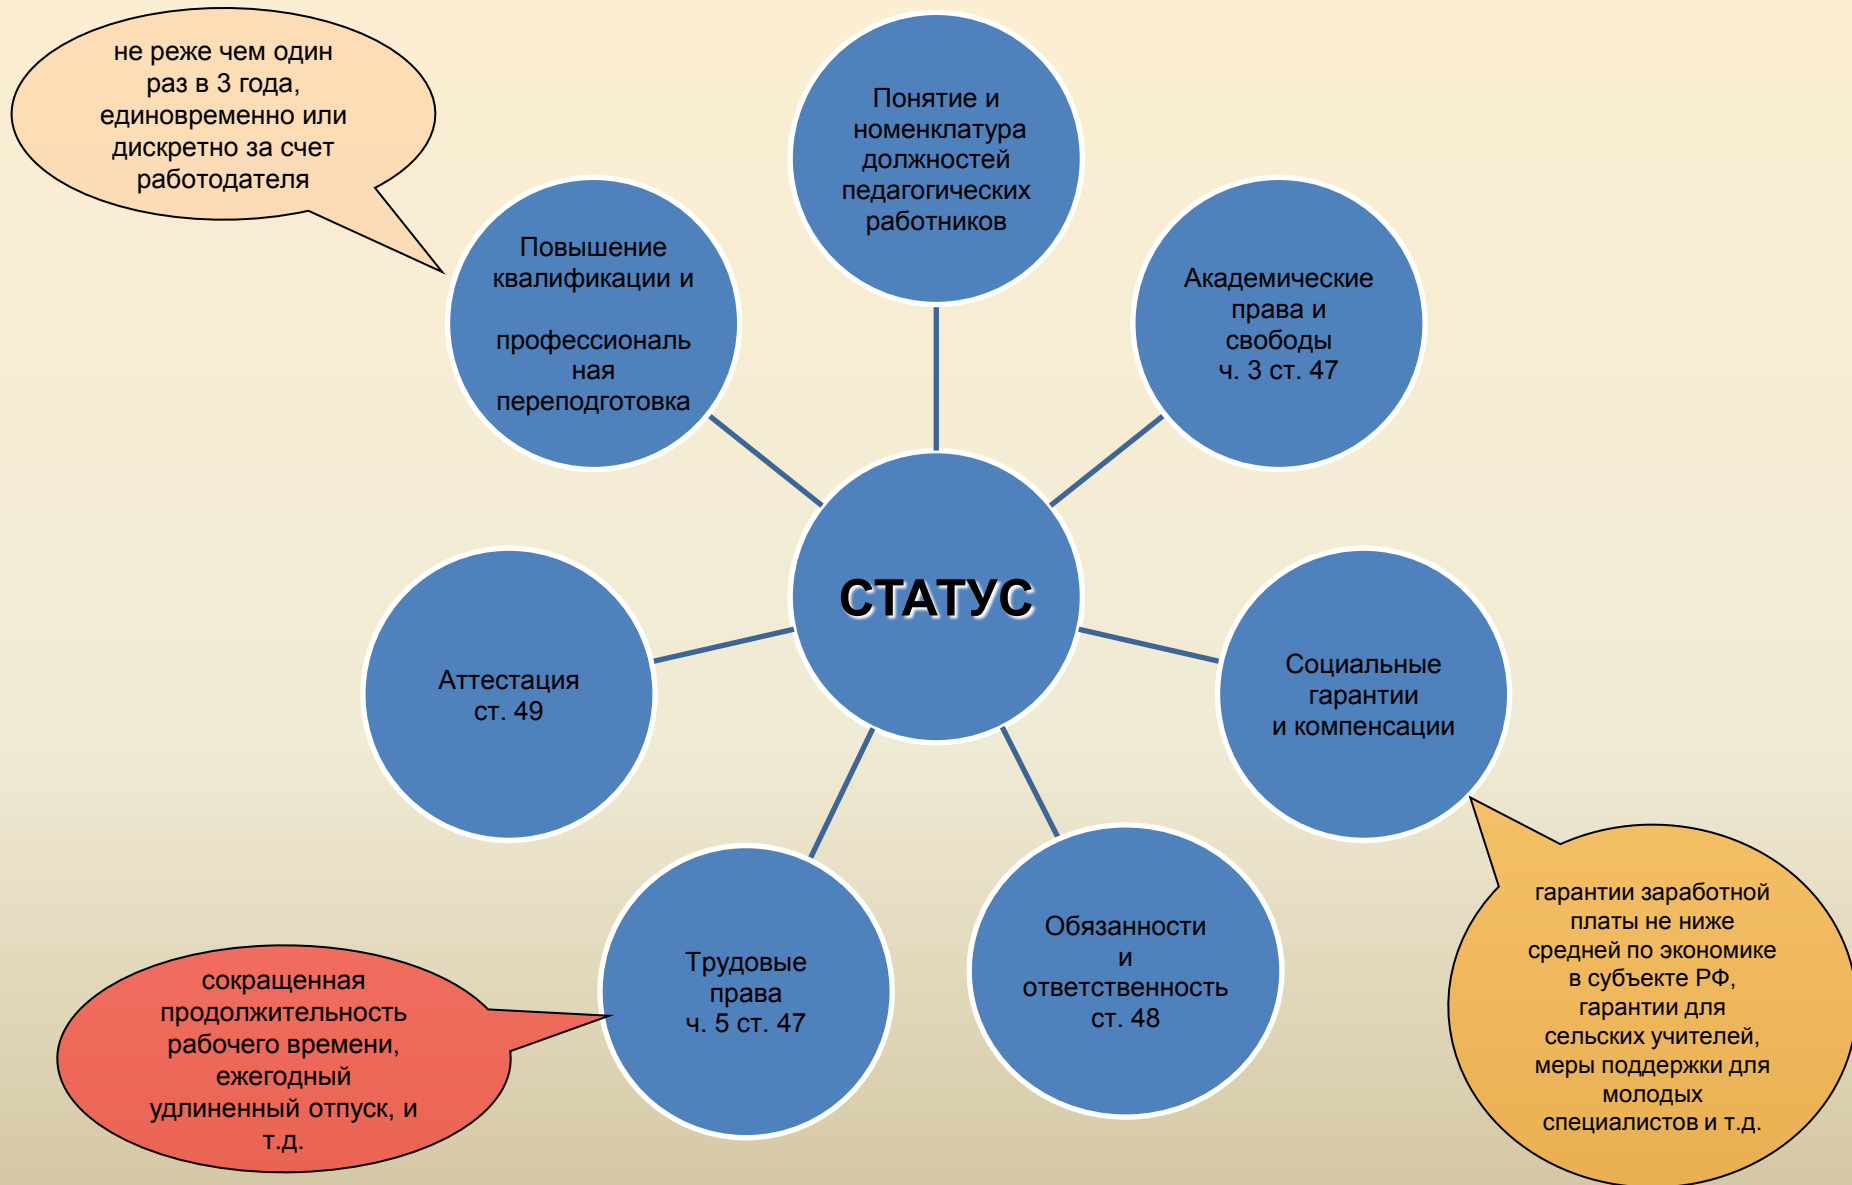 не реже чем один
раз в 3 года,
единовременно или
дискретно за счет
работодателя
Понятие и
номенклатура
должностей
педагогических
работников
Повышение
квалификации и
профессиональ
ная
переподготовка
Академические
права и
свободы
ч. 3 ст. 47
СТАТУС
Аттестация
ст. 49
Социальные
гарантии
и компенсации
Трудовые
права
ч. 5 ст. 47
Обязанности
и
ответственность
ст. 48
сокращенная
продолжительность
рабочего времени,
ежегодный
удлиненный отпуск, и
т.д.
гарантии заработной
платы не ниже
средней по экономике
в субъекте РФ,
гарантии для
сельских учителей,
меры поддержки для
молодых
специалистов и т.д.